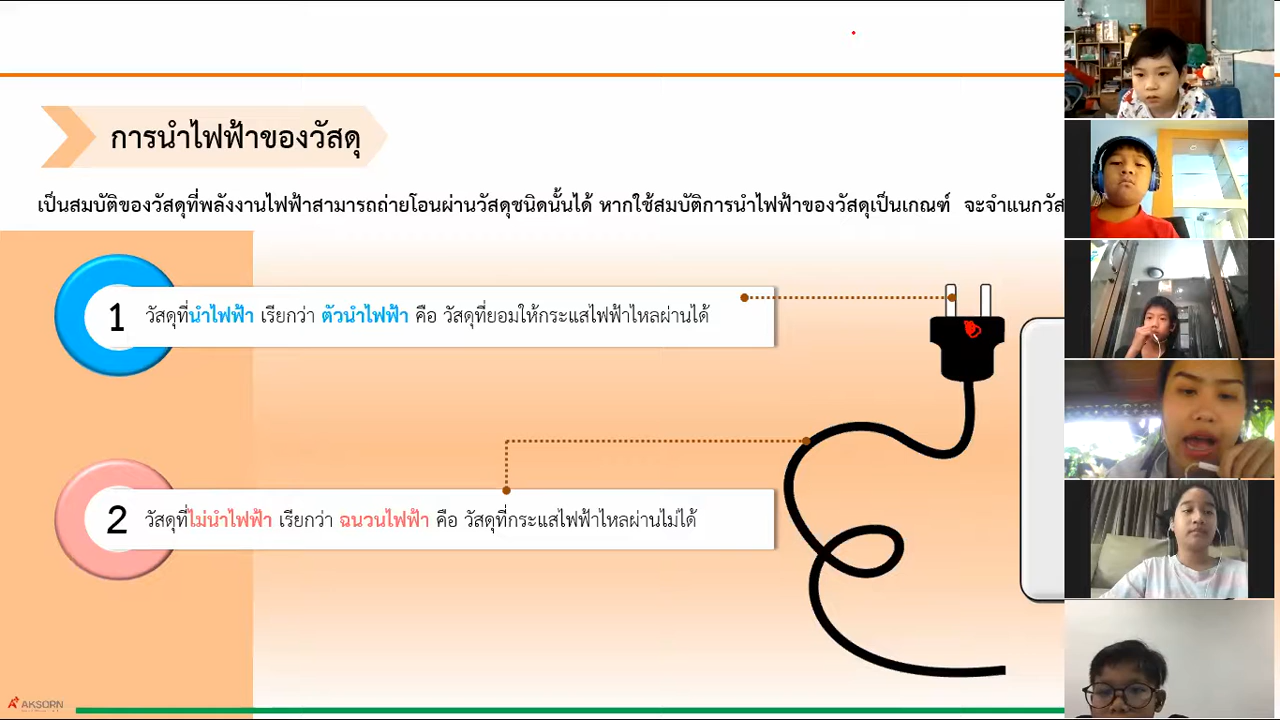 การนำไฟฟ้าของวัสดุ
เป็นสมบัติของวัสดุที่พลังงานไฟฟ้าสามารถถ่ายโอนผ่านวัสดุชนิดนั้นได้ หากใช้สมบัติการนำไฟฟ้าของวัสดุเป็นเกณฑ์ จะจำแนกวัส
1 วัสดุที่นำไฟฟ้า เรียกว่า ตัวนำไฟฟ้า คือ วัสดุที่ยอมให้กระแสไฟฟ้าไหลผ่านได้
2 วัสดุที่ไม่นำไฟฟ้า เรียกว่า ฉนวนไฟฟ้า คือ วัสดุที่กระแสไฟฟ้าไหลผ่านไม่ได้
AKSORN